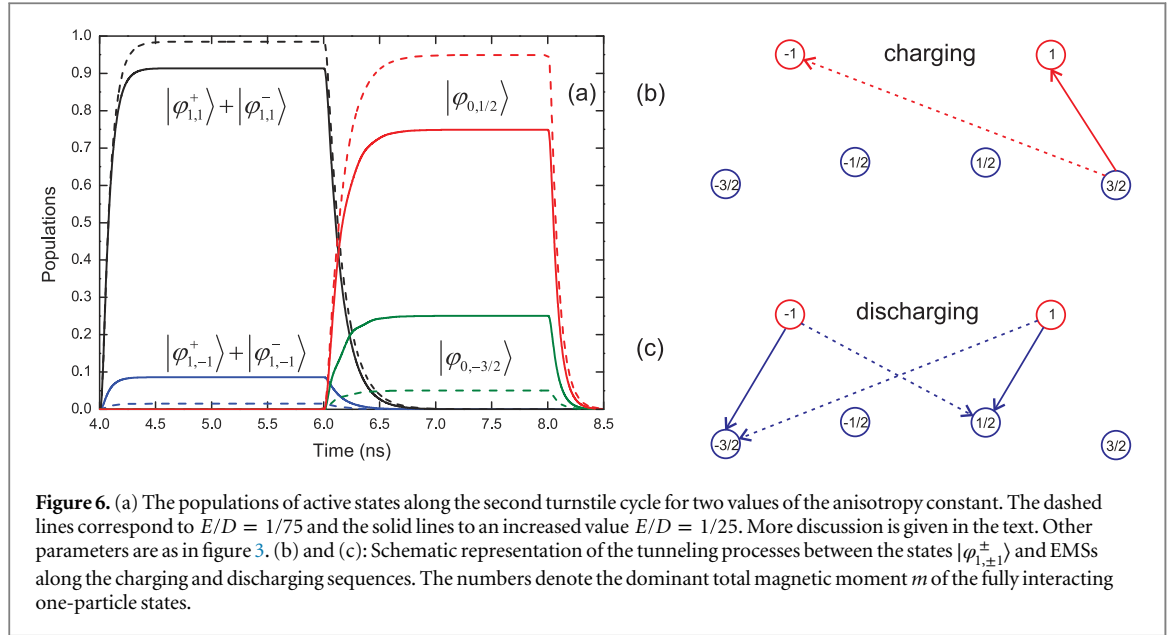 1.0
0.9
0.8
0.7
0.6
0.5
0.4
0.3
0.2
0.1
0.0
Populations
4.0 4.5 5.0 5.5 6.0 6.5 7.0 7.5 8.0 8.5
Time (ns)
|φ⁺₁,₁⟩ + |φ⁻₁,₁⟩
|φ₀,₁/₂⟩
(a)
|φ⁺₁,₋₁⟩ + |φ⁻₁,₋₁⟩
|φ₀,₋₃/₂⟩
(b)
-1 charging 1
-3/2 -1/2 1/2 3/2
(c)
-1 discharging 1
-3/2 -1/2 1/2 3/2
Figure 6. (a) The populations of active states along the second turnstile cycle for two values of the anisotropy constant. The dashed
lines correspond to E/D = 1/75 and the solid lines to an increased value E/D = 1/25. More discussion is given in the text. Other
parameters are as in figure 3. (b) and (c): Schematic representation of the tunneling processes between the states |φ±₁,±₁⟩ and EMSs
along the charging and discharging sequences. The numbers denote the dominant total magnetic moment m of the fully interacting
one-particle states.